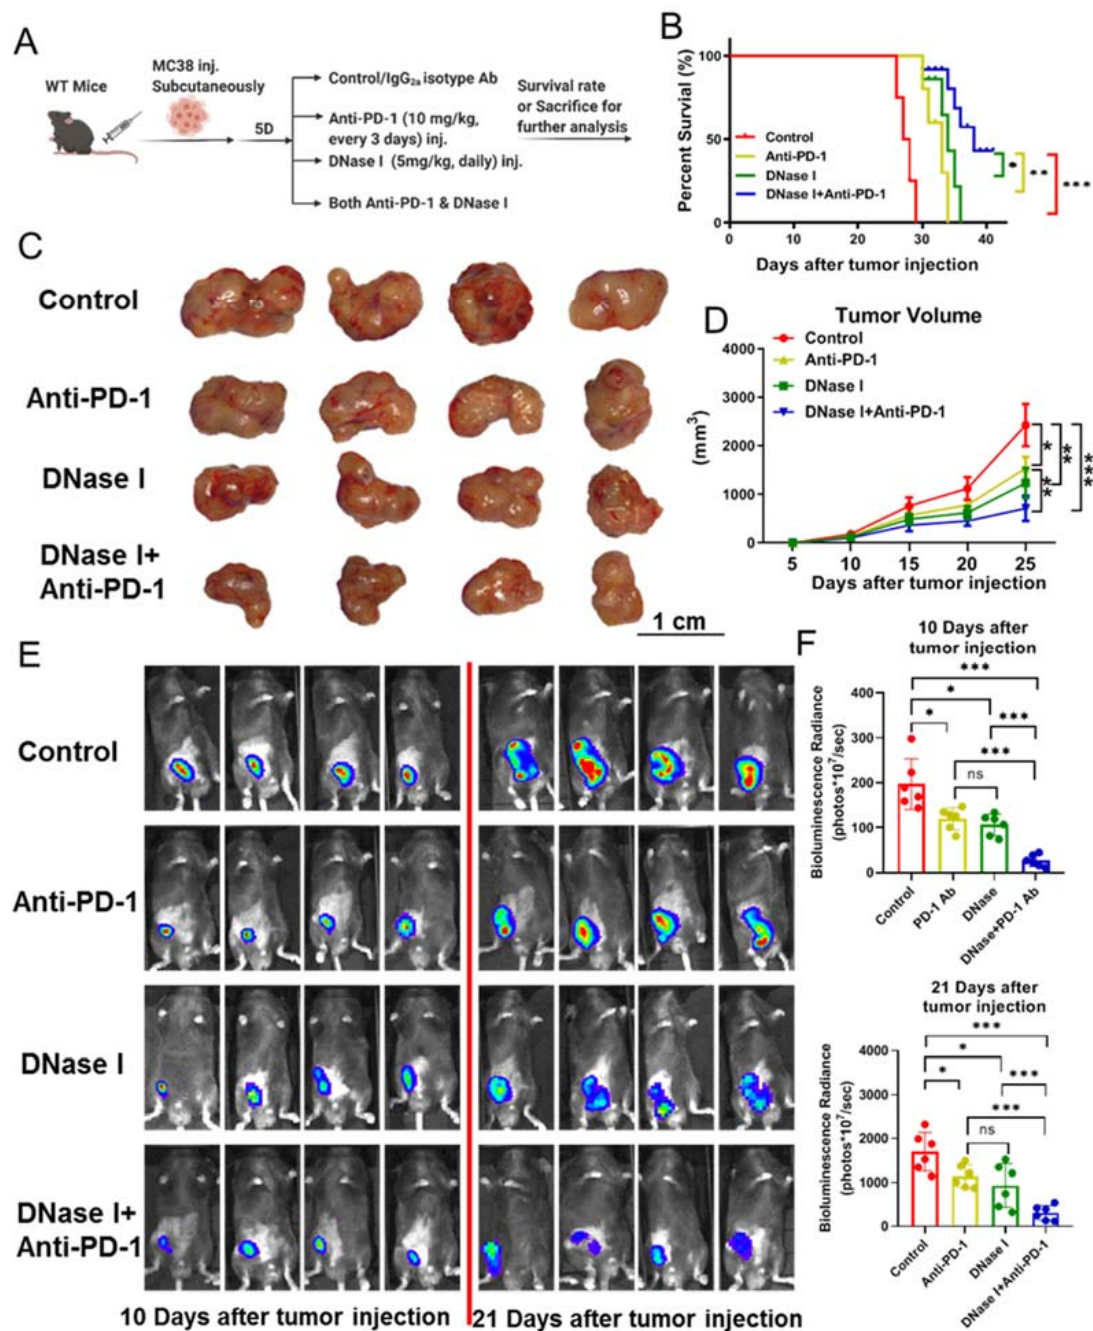 A
WT Mice
MC38 inj.
Subcutaneously
5D
Control/IgG2a isotype Ab
Anti-PD-1 (10 mg/kg,
every 3 days) inj.
DNase I (5mg/kg, daily) inj.
Both Anti-PD-1 & DNase I
Survival rate
or Sacrifice for
further analysis
B
Percent Survival (%)
100
50
0
Control
Anti-PD-1
DNase I
DNase I+Anti-PD-1
*
**
***
0 10 20 30 40
Days after tumor injection
C
Control
Anti-PD-1
DNase I
DNase I+
Anti-PD-1
1 cm
D
Tumor Volume
Control
Anti-PD-1
DNase I
DNase I+Anti-PD-1
(mm3)
4000
3000
2000
1000
0
*
**
**
***
5 10 15 20 25
Days after tumor injection
E
Control
Anti-PD-1
DNase I
DNase I+
Anti-PD-1
10 Days after tumor injection
21 Days after tumor injection
F
10 Days after
tumor injection
Bioluminescence Radiance
(photos*10^7/sec)
400
300
200
100
0
***
*
*
***
***
ns
Control
PD-1 Ab
DNase
DNase+PD-1 Ab
21 Days after
tumor injection
Bioluminescence Radiance
(photos*10^7/sec)
4000
3000
2000
1000
0
***
*
*
***
***
ns
Control
Anti-PD-1
DNase I
DNase I+Anti-PD-1